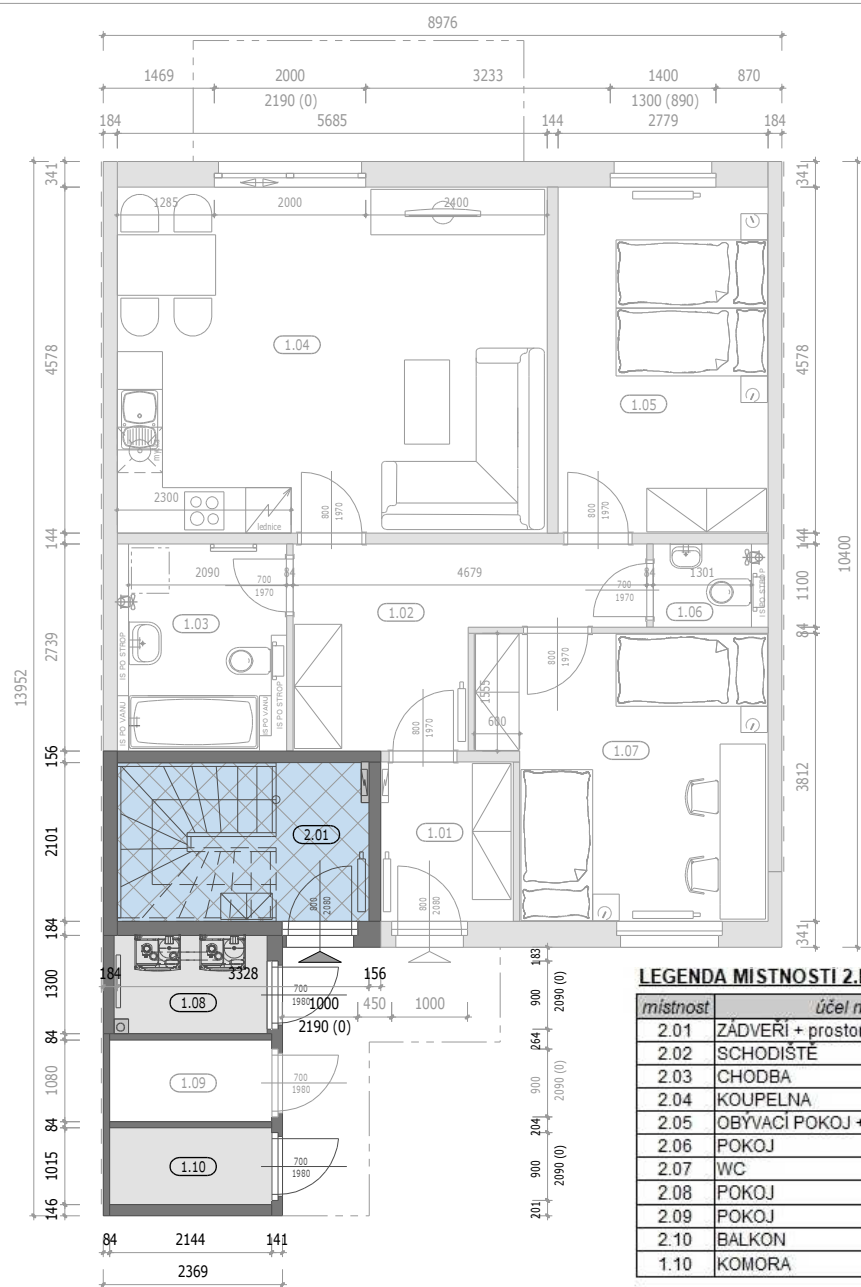 8976
1469 2000 3233 1400 870
2190 (0) 1300 (890)
184 5685 144 2779 184
341 341
1285 2000 2400
4578 4578
1.04
1.05
2300
lednice
800
1970
800
1970
144 144
2090 84 4679 84 1301
700
1970
700
1970
1100
10400
1.03
1.02
1.06
IS PO STROP
IS PO STROP
IS PO STROP
IS PO VANU
IS PO VANU
84
2739
13952
800
1970
1555
600
800
1970
1.07
156
3812
2101
2.01
1.01
800
2080
800
2080
184 341
183
184 3328 156
1300
1.08
700
1980
1000 450 1000
2190 (0)
900
2090 (0)
84 264
1080
1.09
700
1980
900
2090 (0)
84 204
1015
1.10
700
1980
900
2090 (0)
146 201
84 2144 141
2369
LEGENDA MÍSTNOSTÍ 2.
místnost účel
2.01 ZÁDVEŘÍ +
2.02 SCHODIŠTĚ
2.03 CHODBA
2.04 KOUPELNA
2.05 OBÝVACÍ POKOJ +
2.06 POKOJ
2.07 WC
2.08 POKOJ
2.09 POKOJ
2.10 BALKON
1.10 KOMORA